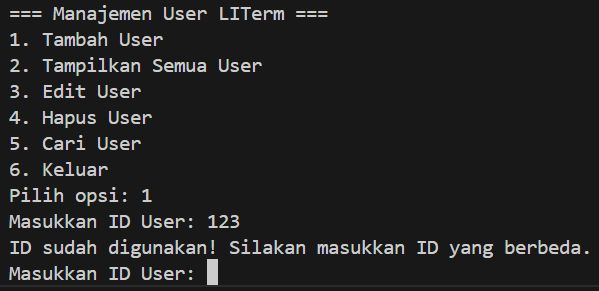 === Manajemen User LITerm ===
1. Tambah User
2. Tampilkan Semua User
3. Edit User
4. Hapus User
5. Cari User
6. Keluar
Pilih opsi: 1
Masukkan ID User: 123
ID sudah digunakan! Silakan masukkan ID yang berbeda.
Masukkan ID User: